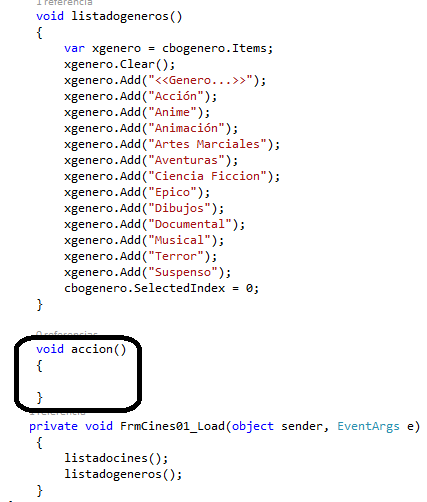 1 referencia
void listadogeneros()
{
var xgenero = cbogenero.Items;
xgenero.Clear();
xgenero.Add("<<Genero...>>");
xgenero.Add("Acción");
xgenero.Add("Anime");
xgenero.Add("Animación");
xgenero.Add("Artes Marciales");
xgenero.Add("Aventuras");
xgenero.Add("Ciencia Ficcion");
xgenero.Add("Epico");
xgenero.Add("Dibujos");
xgenero.Add("Documental");
xgenero.Add("Musical");
xgenero.Add("Terror");
xgenero.Add("Suspenso");
cbogenero.SelectedIndex = 0;
}
0 referencias
void accion()
{
}
1 referencia
private void FrmCines01_Load(object sender, EventArgs e)
{
listadocines();
listadogeneros();
}